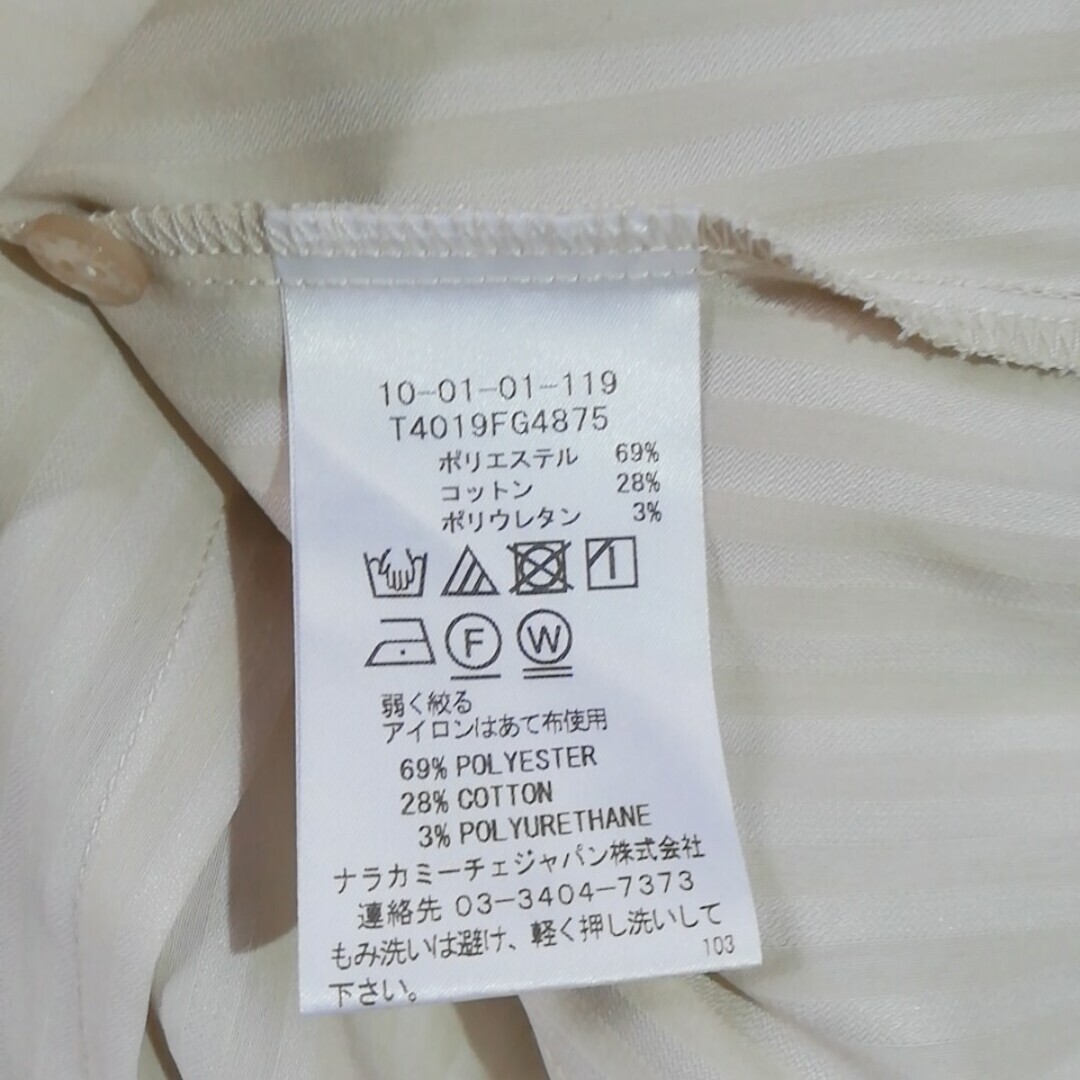 10-01-01-119
T4019FG4875
ポリエステル 69%
コットン 28%
ポリウレタン 3%
F W
弱く絞る
アイロンはあて布使用
69% POLYESTER
28% COTTON
3% POLYURETHANE
ナラカミーチェジャパン株式会社
連絡先 03-3404-7373
もみ洗いは避け、軽く押し洗いして
103
下さい。